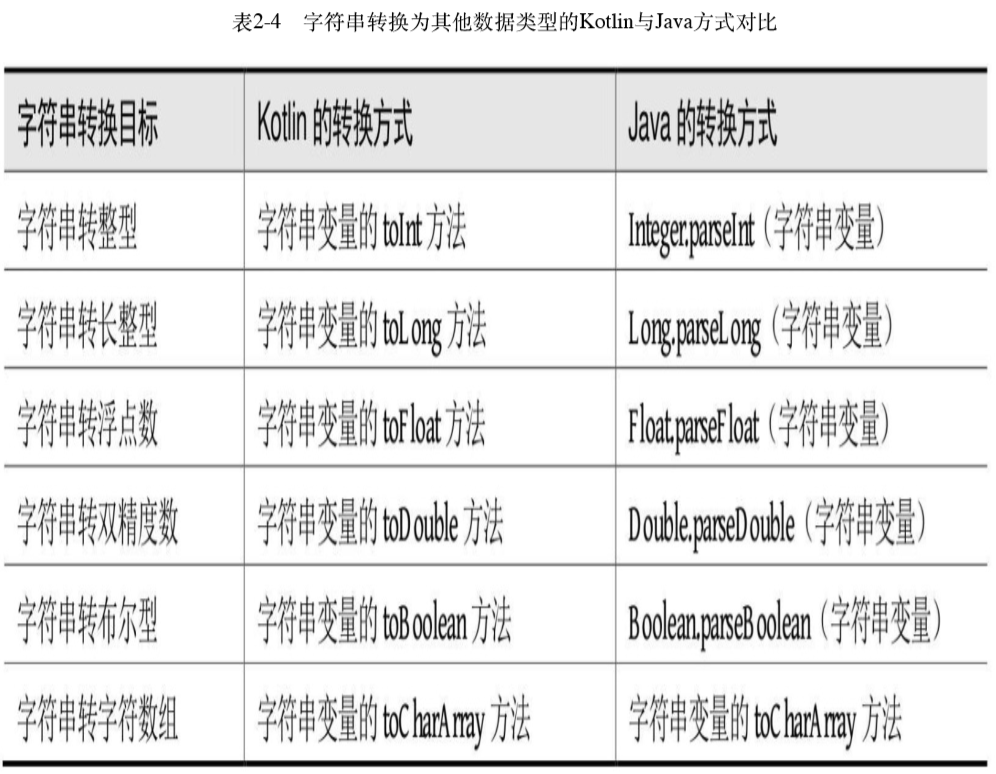 表2-4 字符串转换为其他数据类型的Kotlin与Java方式对比
字符串转换目标 Kotlin 的转换方式 Java 的转换方式
字符串转整型 字符串变量的 toInt 方法 Integer.parseInt（字符串变量）
字符串转长整型 字符串变量的 toLong 方法 Long.parseLong（字符串变量）
字符串转浮点数 字符串变量的 toFloat 方法 Float.parseFloat（字符串变量）
字符串转双精度数 字符串变量的 toDouble 方法 Double.parseDouble（字符串变量）
字符串转布尔型 字符串变量的 toBoolean 方法 Boolean.parseBoolean（字符串变量）
字符串转字符数组 字符串变量的 toCharArray 方法 字符串变量的 toCharArray 方法